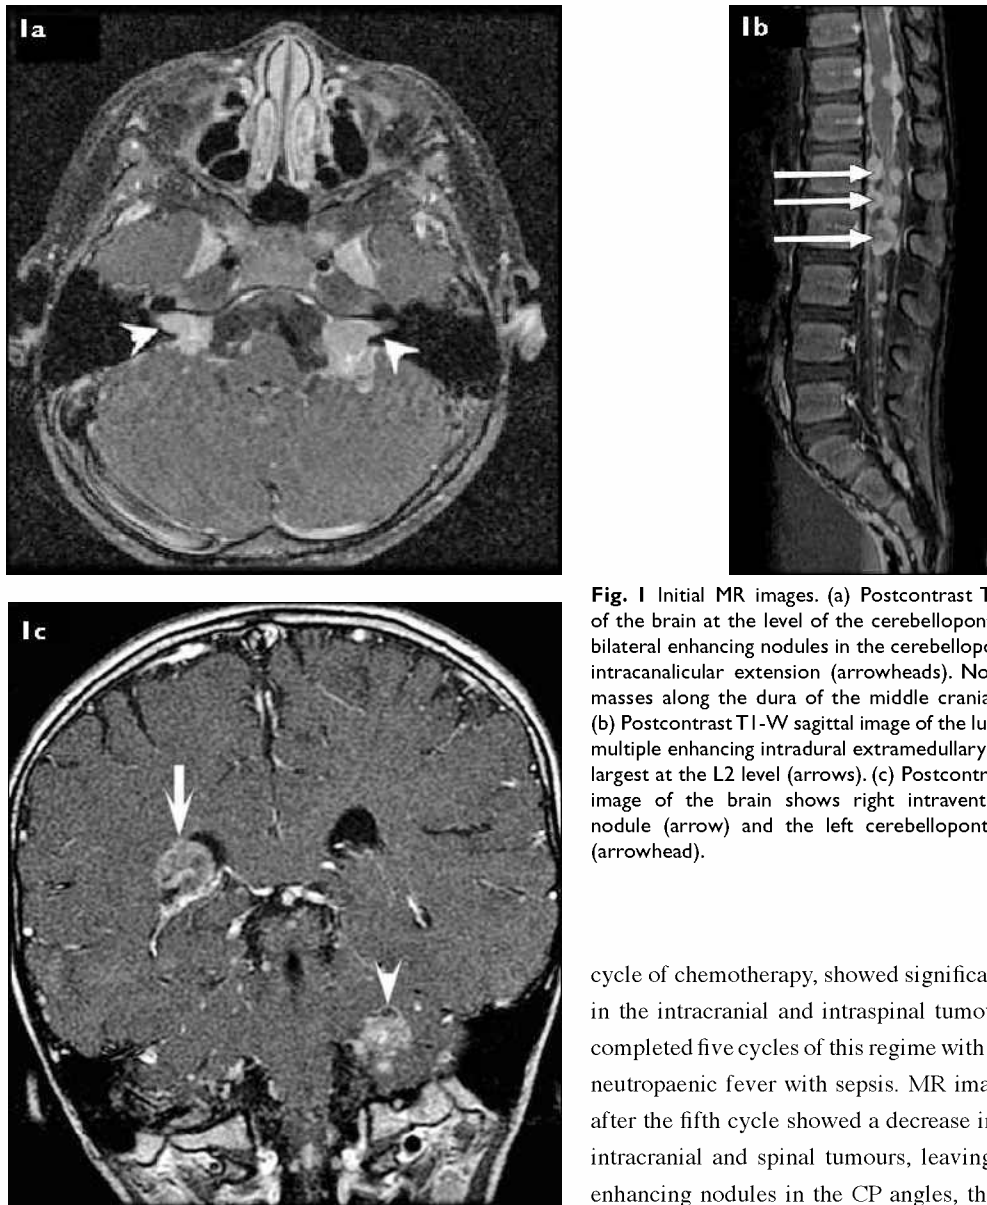 1a
1b
1c
Fig. 1 Initial MR images. (a) Postcontrast T
of the brain at the level of the cerebellopont
bilateral enhancing nodules in the cerebellopo
intracanalicular extension (arrowheads). No
masses along the dura of the middle crania
(b) Postcontrast T1-W sagittal image of the lu
multiple enhancing intradural extramedullary
largest at the L2 level (arrows). (c) Postcontr
image of the brain shows right intravent
nodule (arrow) and the left cerebellopont
(arrowhead).
cycle of chemotherapy, showed significa
in the intracranial and intraspinal tumo
completed five cycles of this regime with
neutropaenic fever with sepsis. MR ima
after the fifth cycle showed a decrease i
intracranial and spinal tumours, leaving
enhancing nodules in the CP angles, th